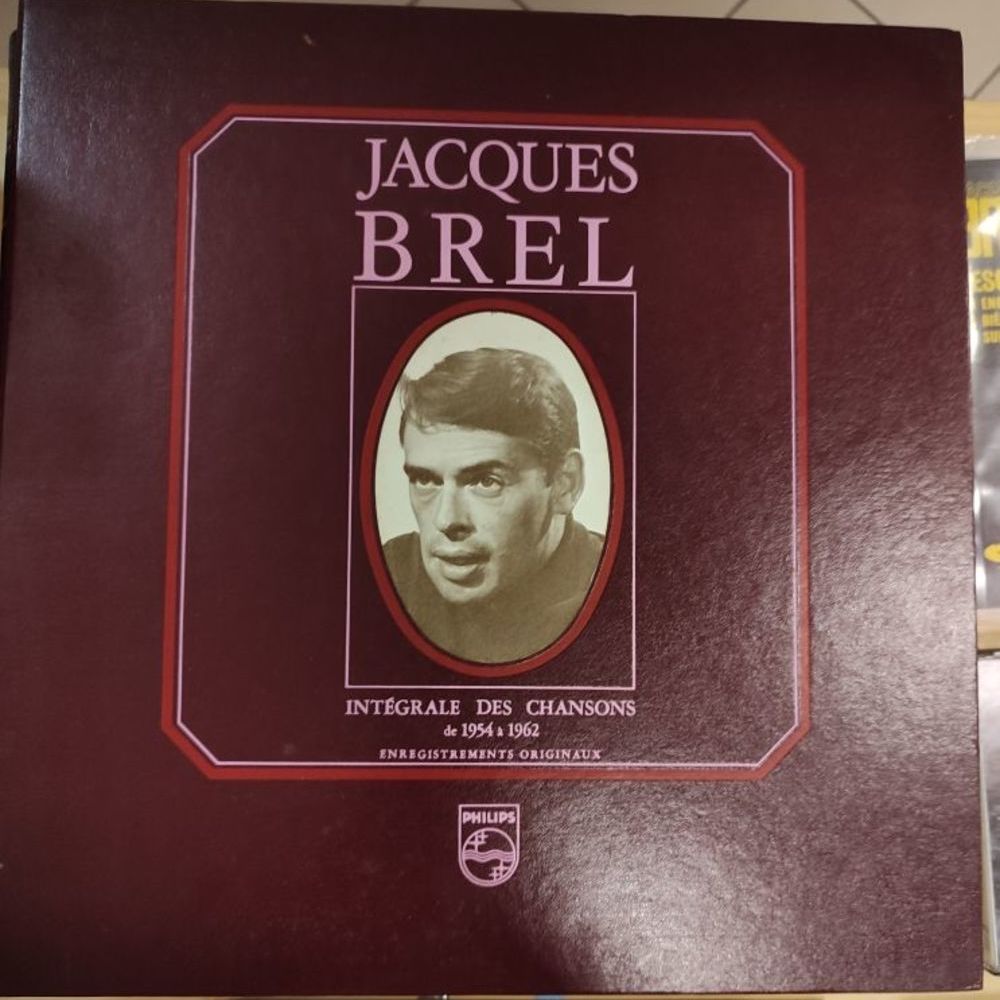 JACQUES
BREL
INTÉGRALE DES CHANSONS
de 1954 à 1962
ENREGISTREMENTS ORIGINAUX
PHILIPS